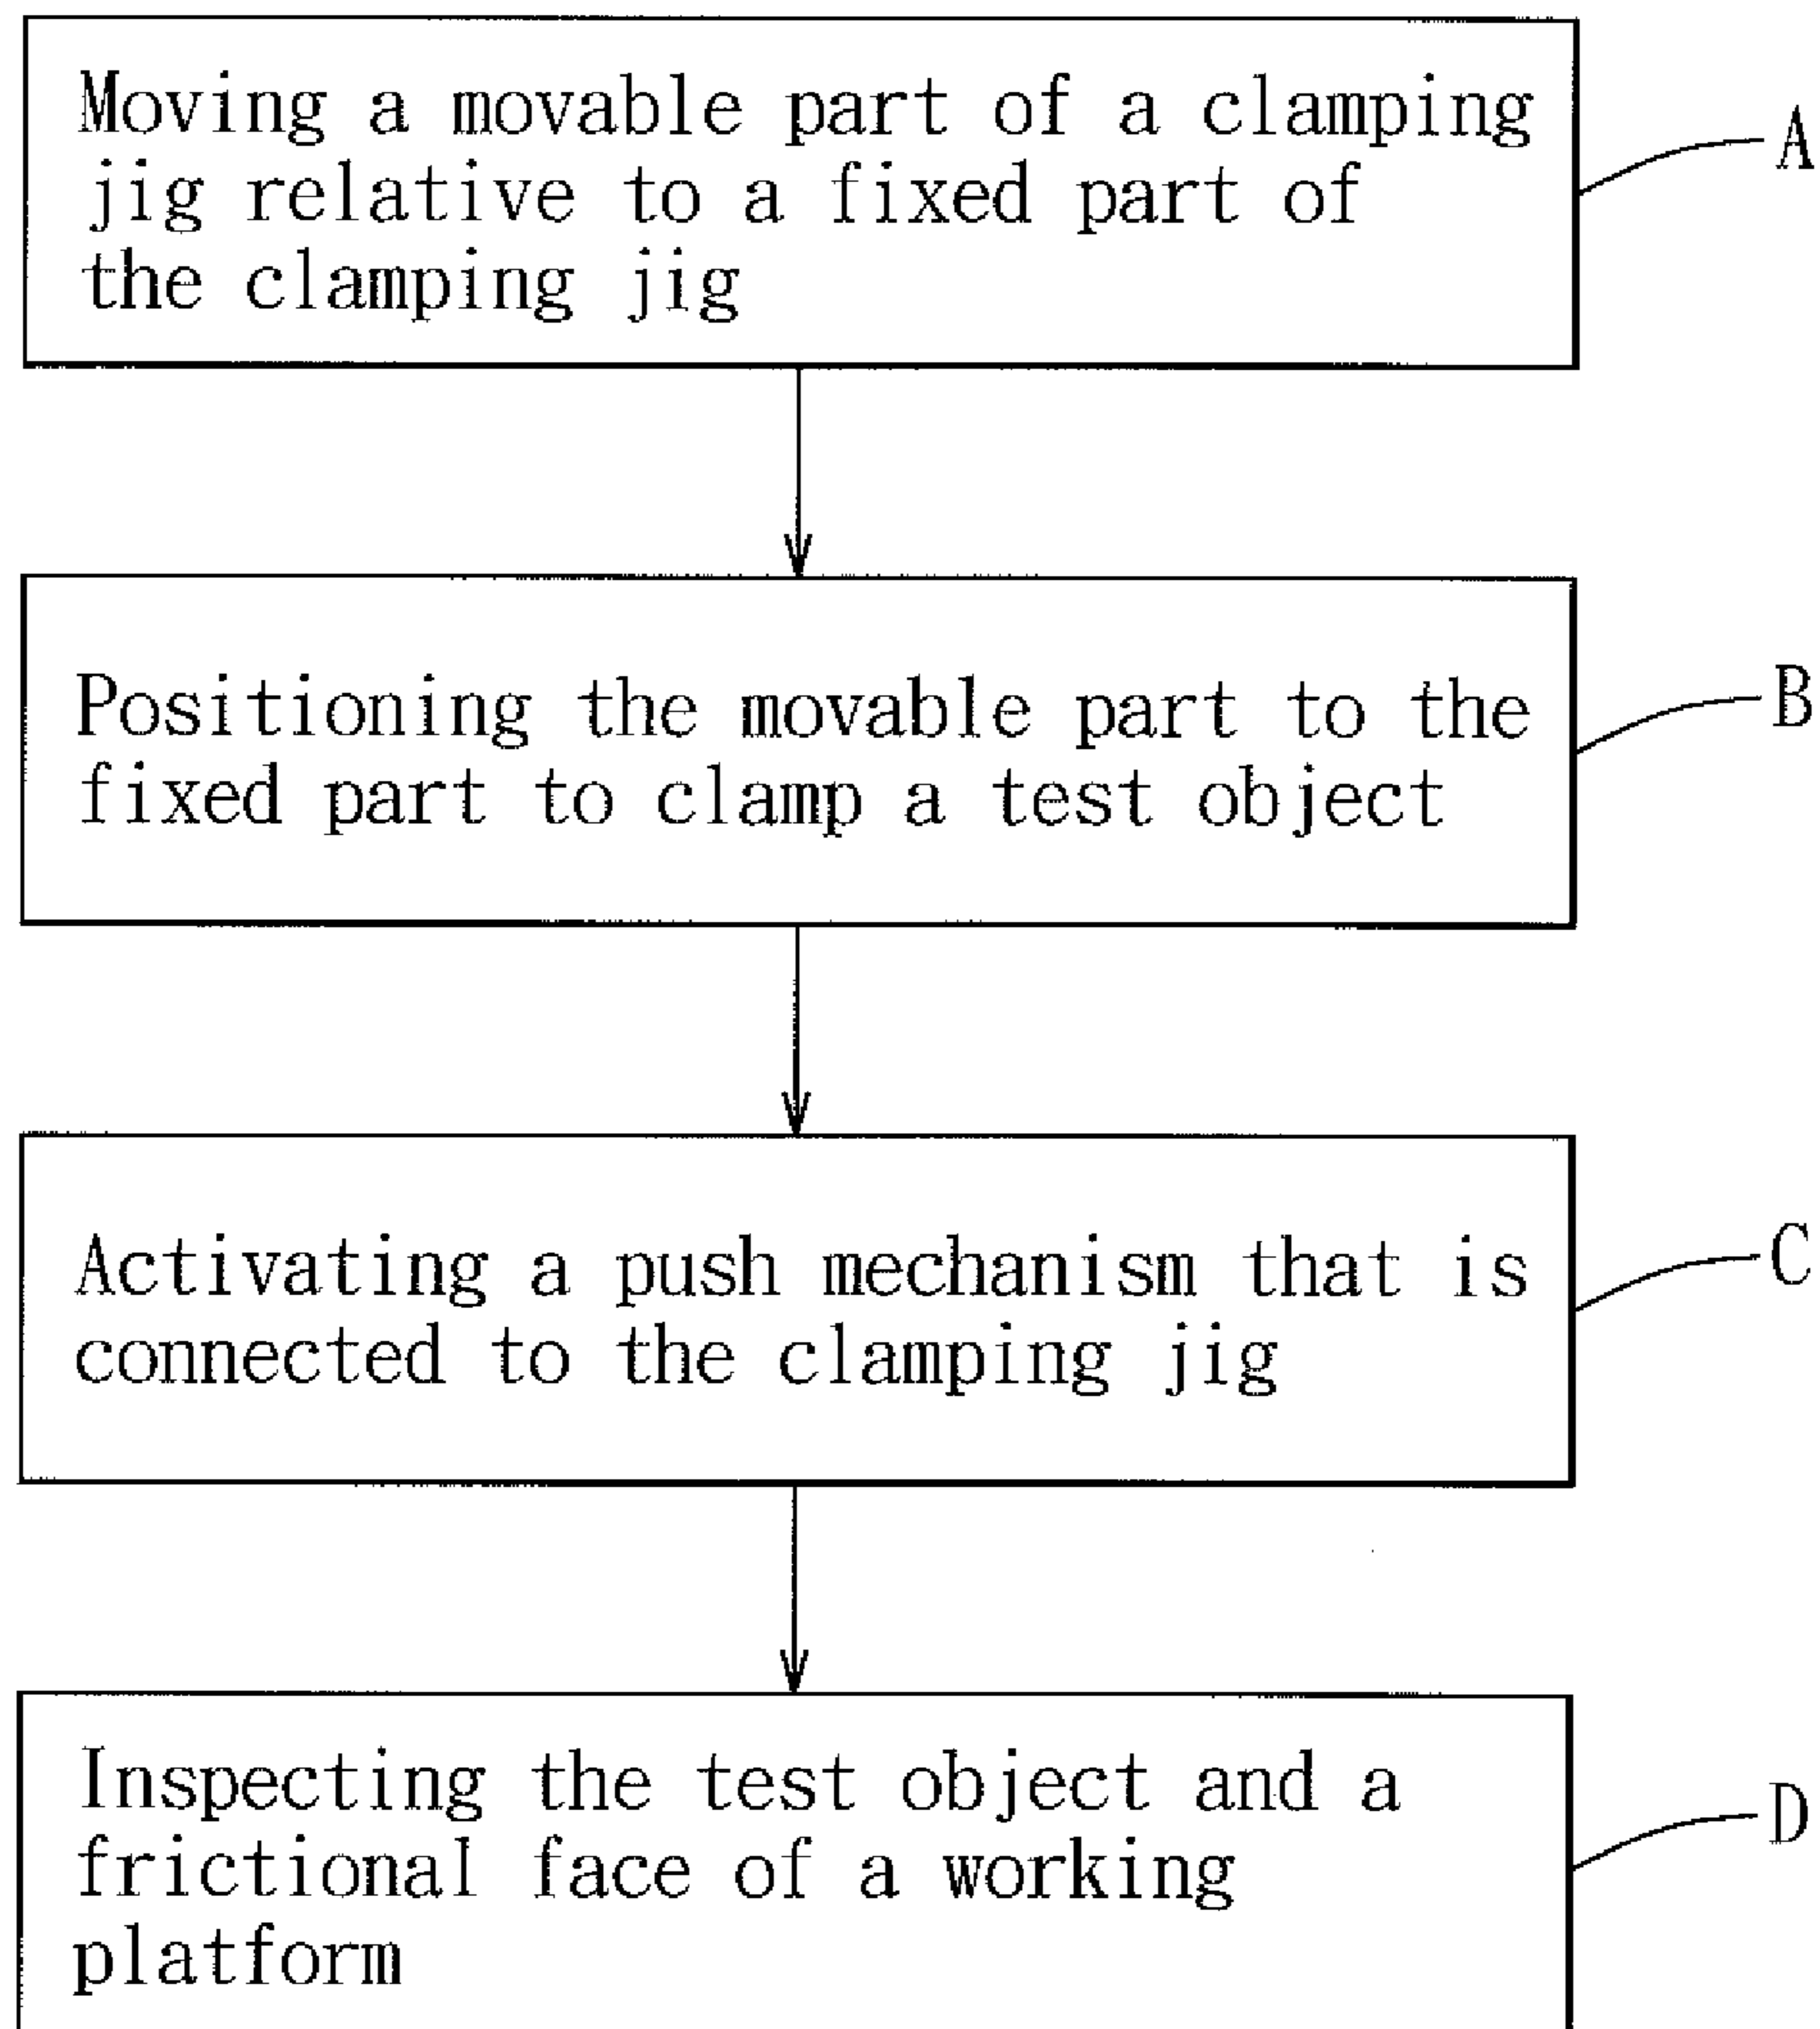 Moving a movable part of a clamping
jig relative to a fixed part of
the clamping jig
A
Positioning the movable part to the
fixed part to clamp a test object
B
Activating a push mechanism that is
connected to the clamping jig
C
Inspecting the test object and a
frictional face of a working
platform
D